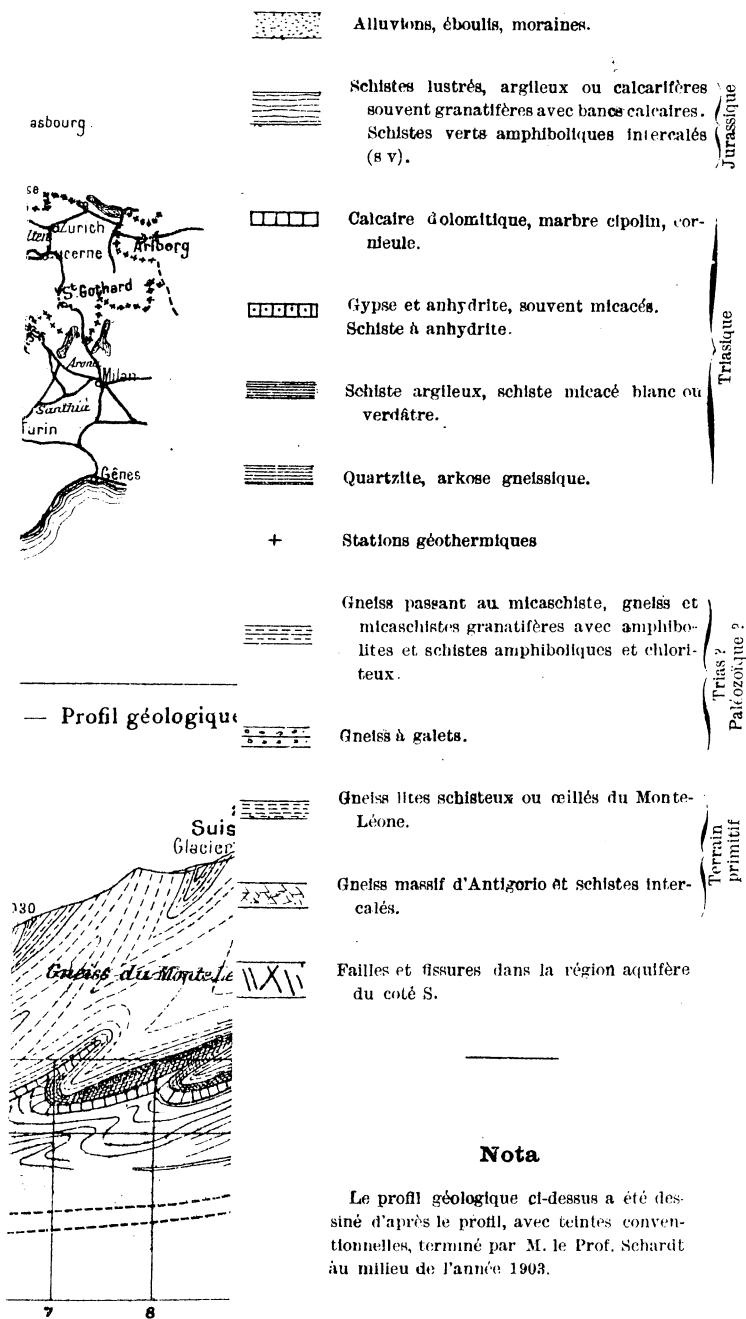 Alluvions, éboulis, moraines.
Schistes lustrés, argileux ou calcarifères
souvent granatifères avec bancs calcaires.
Schistes verts amphiboliques intercalés
(s v).
Jurassique
Calcaire dolomitique, marbre cipolin, cor-
nieule.
Gypse et anhydrite, souvent micacés.
Schiste à anhydrite.
Schiste argileux, schiste micacé blanc ou
verdâtre.
Quartzite, arkose gneissique.
Triasique
Stations géothermiques
Gneiss passant au micaschiste, gneiss et
micaschistes granatifères avec amphibo-
lites et schistes amphiboliques et chlori-
teux.
Gneiss à galets.
Trias ?
Paléozoïque ?
Gneiss lites schisteux ou œillés du Monte-
Léone.
Gneiss massif d'Antigorio et schistes inter-
calés.
Terrain
primitif
Failles et fissures dans la région aquifère
du coté S.
Nota
Le profil géologique ci-dessus a été des-
siné d'après le profil, avec teintes conven-
tionnelles, terminé par M. le Prof. Schardt
au milieu de l'année 1903.
asbourg
se
Zurich
lten
Arlberg
ucerne
St Gothard
Arona
Milan
Santhià
Turin
Gênes
— Profil géologique
Suis
Glacier
030
Gneiss du Monte Le
7 8